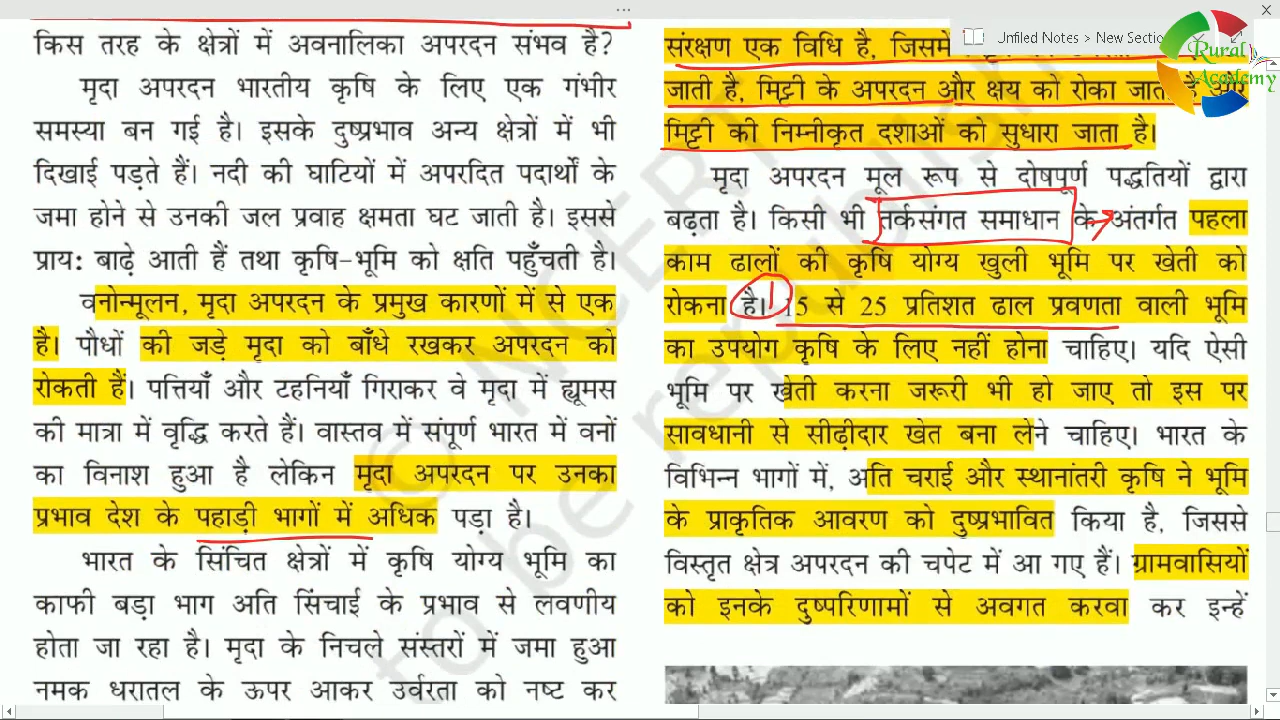 किस तरह के क्षेत्रों में अवनालिका अपरदन संभव है?
मृदा अपरदन भारतीय कृषि के लिए एक गंभीर
समस्या बन गई है। इसके दुष्प्रभाव अन्य क्षेत्रों में भी
दिखाई पड़ते हैं। नदी की घाटियों में अपरदित पदार्थों के
जमा होने से उनकी जल प्रवाह क्षमता घट जाती है। इससे
प्राय: बाढ़े आती हैं तथा कृषि-भूमि को क्षति पहुँचती है।
वनोन्मूलन, मृदा अपरदन के प्रमुख कारणों में से एक
है। पौधों की जड़े मृदा को बाँधे रखकर अपरदन को
रोकती हैं। पत्तियाँ और टहनियाँ गिराकर वे मृदा में ह्यूमस
की मात्रा में वृद्धि करते हैं। वास्तव में संपूर्ण भारत में वनों
का विनाश हुआ है लेकिन मृदा अपरदन पर उनका
प्रभाव देश के पहाड़ी भागों में अधिक पड़ा है।
भारत के सिंचित क्षेत्रों में कृषि योग्य भूमि का
काफी बड़ा भाग अति सिंचाई के प्रभाव से लवणीय
होता जा रहा है। मृदा के निचले संस्तरों में जमा हुआ
नमक धरातल के ऊपर आकर उर्वरता को नष्ट कर
संरक्षण एक विधि है, जिसमें
जाती है, मिट्टी के अपरदन और क्षय को रोका जाता है और
मिट्टी की निम्नीकृत दशाओं को सुधारा जाता है।
मृदा अपरदन मूल रूप से दोषपूर्ण पद्धतियों द्वारा
बढ़ता है। किसी भी तर्कसंगत समाधान के अंतर्गत पहला
काम ढालों की कृषि योग्य खुली भूमि पर खेती को
रोकना है। 15 से 25 प्रतिशत ढाल प्रवणता वाली भूमि
का उपयोग कृषि के लिए नहीं होना चाहिए। यदि ऐसी
भूमि पर खेती करना जरूरी भी हो जाए तो इस पर
सावधानी से सीढ़ीदार खेत बना लेने चाहिए। भारत के
विभिन्न भागों में, अति चराई और स्थानांतरी कृषि ने भूमि
के प्राकृतिक आवरण को दुष्प्रभावित किया है, जिससे
विस्तृत क्षेत्र अपरदन की चपेट में आ गए हैं। ग्रामवासियों
को इनके दुष्परिणामों से अवगत करवा कर इन्हें
Unfiled Notes > New Sectio
Rural
Academy
© NCERT
to be republish